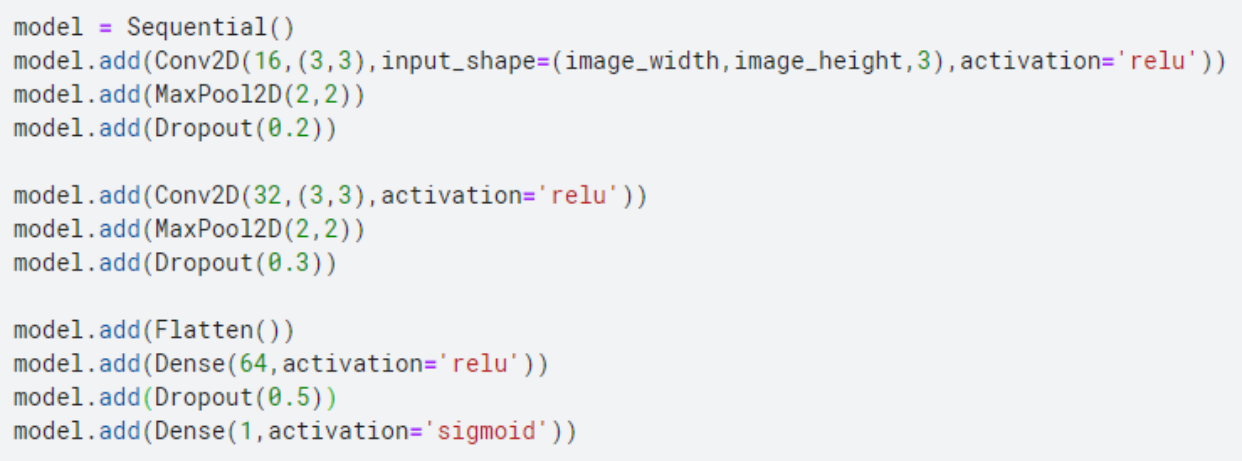 model = Sequential()
model.add(Conv2D(16,(3,3),input_shape=(image_width,image_height,3),activation='relu'))
model.add(MaxPool2D(2,2))
model.add(Dropout(0.2))

model.add(Conv2D(32,(3,3),activation='relu'))
model.add(MaxPool2D(2,2))
model.add(Dropout(0.3))

model.add(Flatten())
model.add(Dense(64,activation='relu'))
model.add(Dropout(0.5))
model.add(Dense(1,activation='sigmoid'))